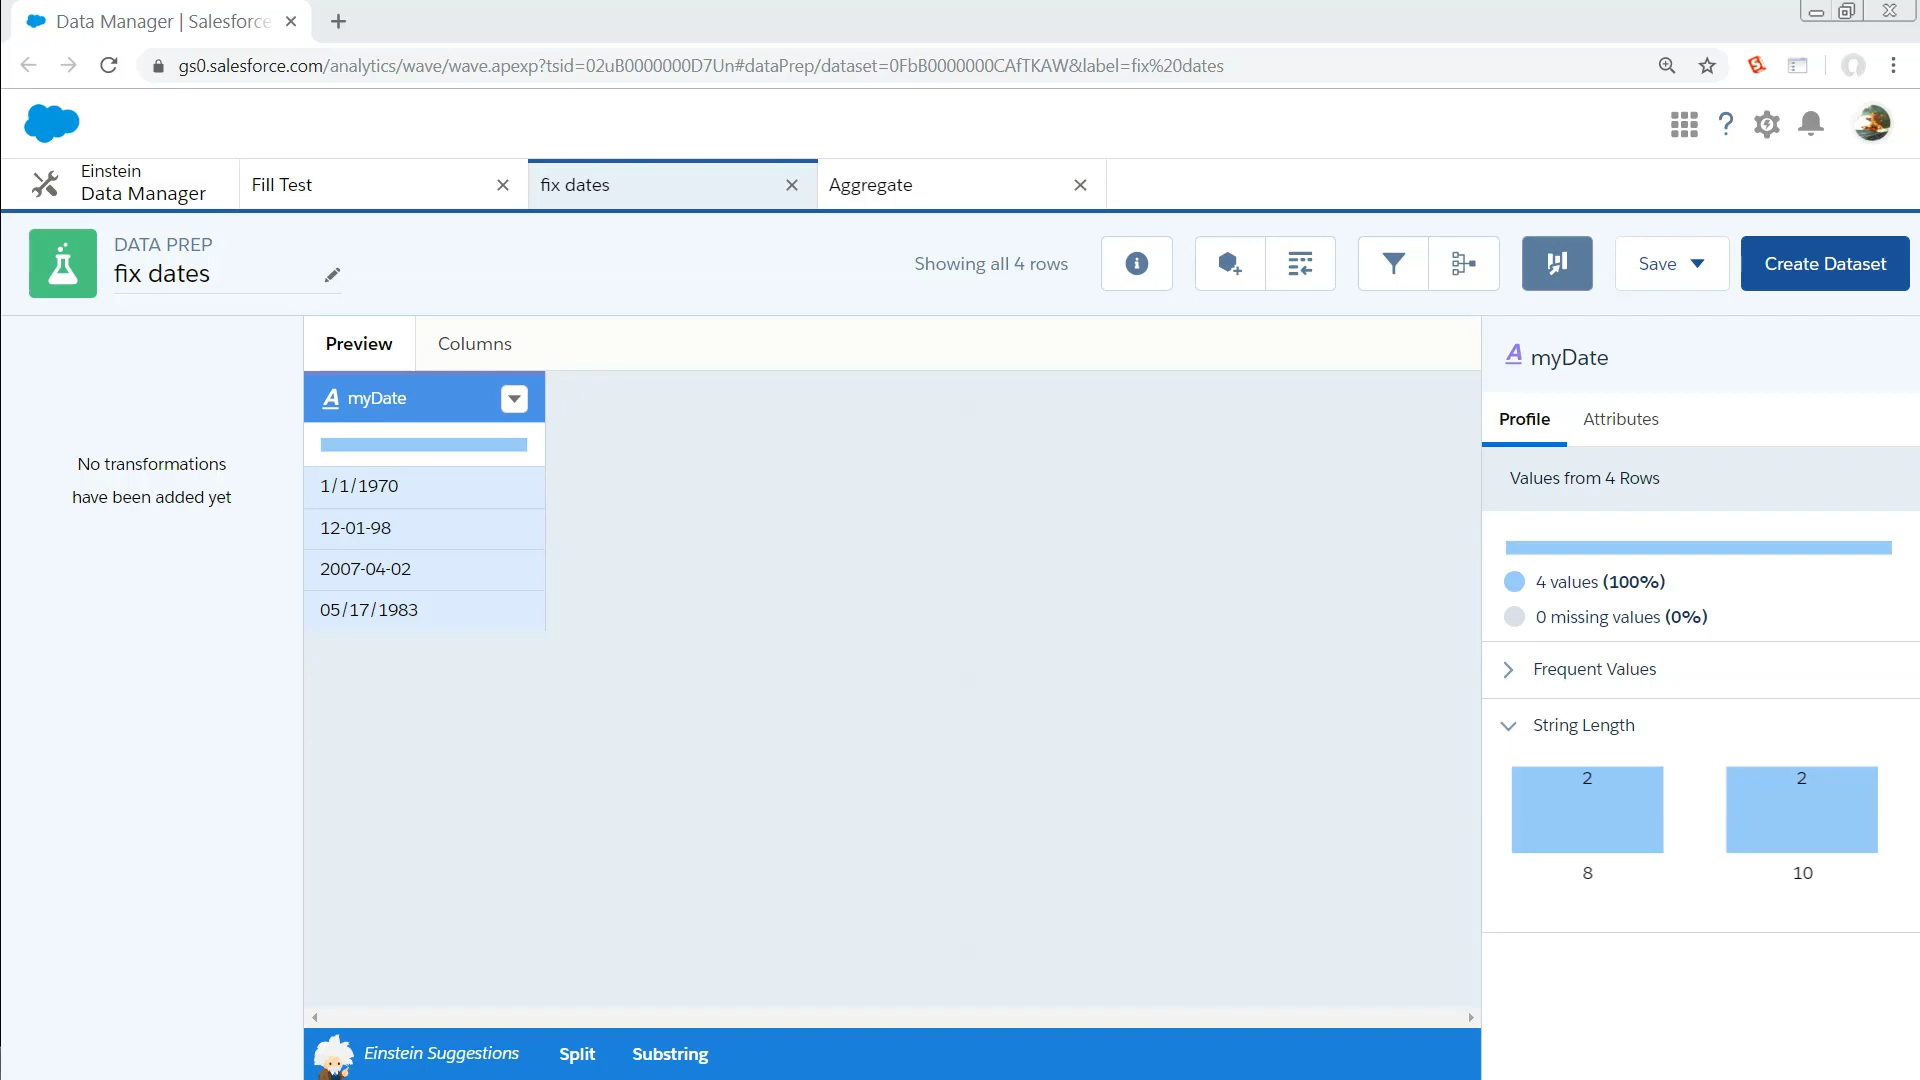 Data Manager | Salesforce
gs0.salesforce.com/analytics/wave/wave.apexp?tsid=02uB0000000D7Un#dataPrep/dataset=0FbB0000000CAfTKAW&label=fix%20dates
Einstein
Data Manager
Fill Test
fix dates
Aggregate
DATA PREP
fix dates
Showing all 4 rows
Save
Create Dataset
No transformations
have been added yet
Preview
Columns
A myDate
1/1/1970
12-01-98
2007-04-02
05/17/1983
A myDate
Profile
Attributes
Values from 4 Rows
4 values (100%)
0 missing values (0%)
Frequent Values
String Length
2
2
8
10
Einstein Suggestions
Split
Substring